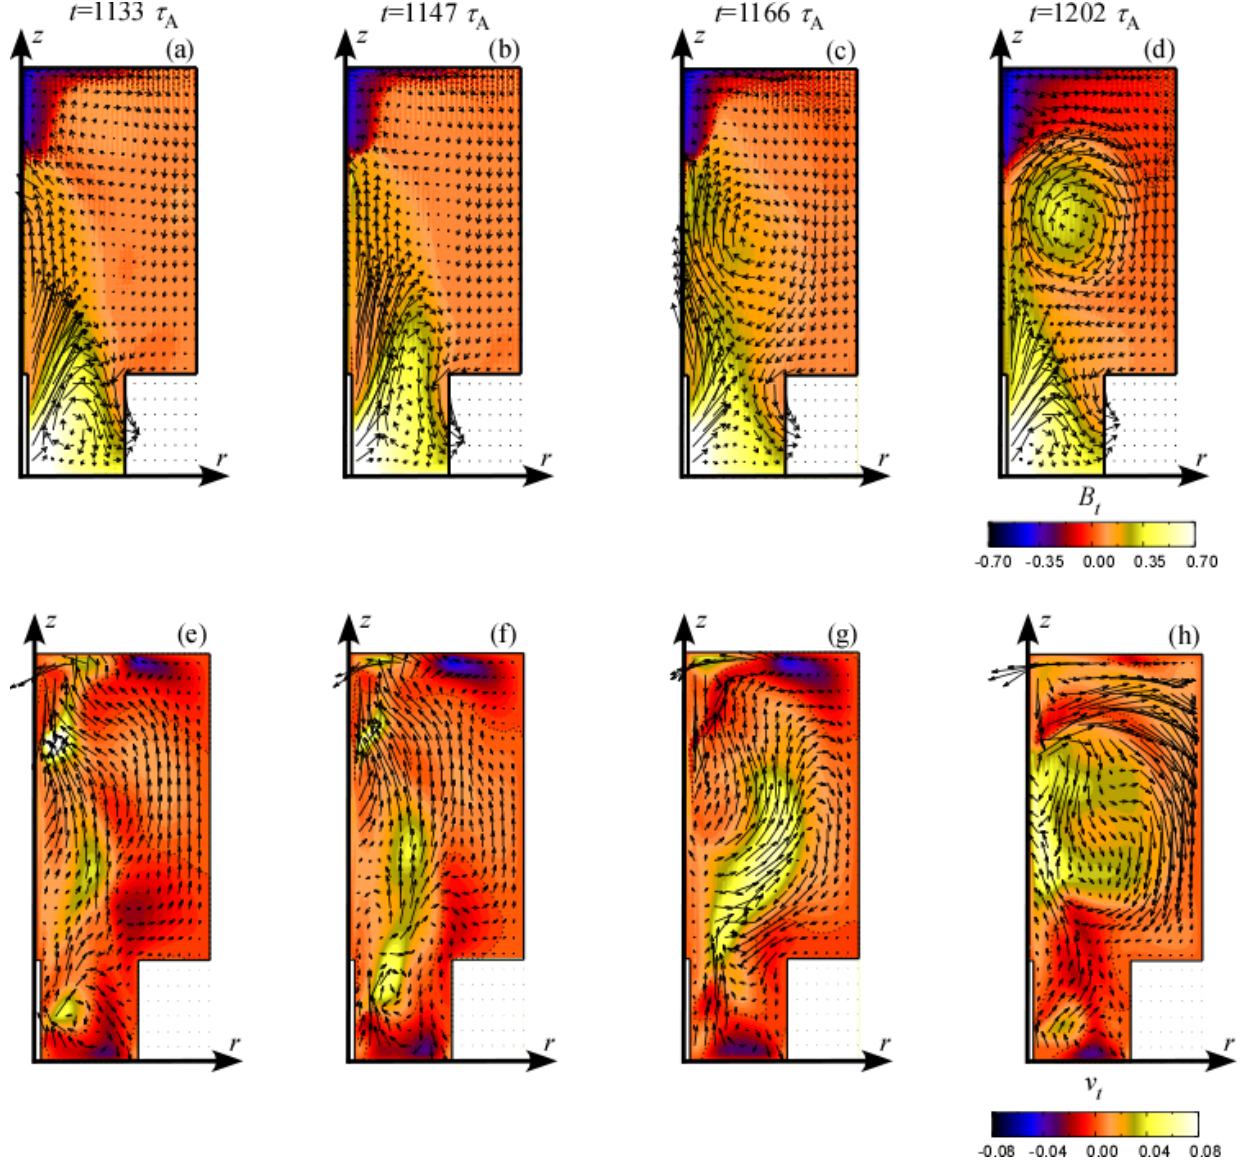 t=1133 τA t=1147 τA t=1166 τA t=1202 τA
z (a) z (b) z (c) z (d)
r r r r
Bt
-0.70 -0.35 0.00 0.35 0.70
z (e) z (f) z (g) z (h)
r r r r
vt
-0.08 -0.04 0.00 0.04 0.08